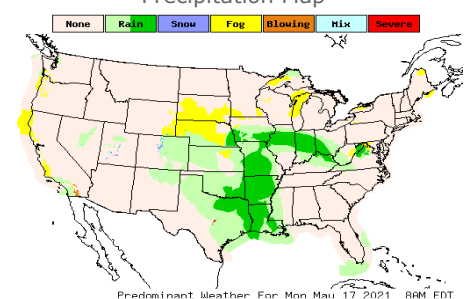 Precipitation Map
None Rain Snow Fog Blowing Mix Severe
Predominant Weather For Mon May 17 2021 8AM EDT